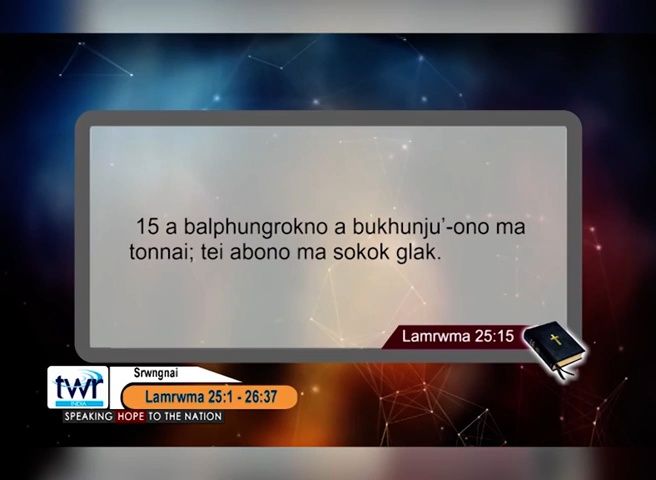 15 a balphungrokno a bukhunju’-ono ma
tonnai; tei abono ma sokok glak.
Lamrwma 25:15
Srwngnai
twr
INDIA
Lamrwma 25:1 - 26:37
SPEAKING HOPE TO THE NATION